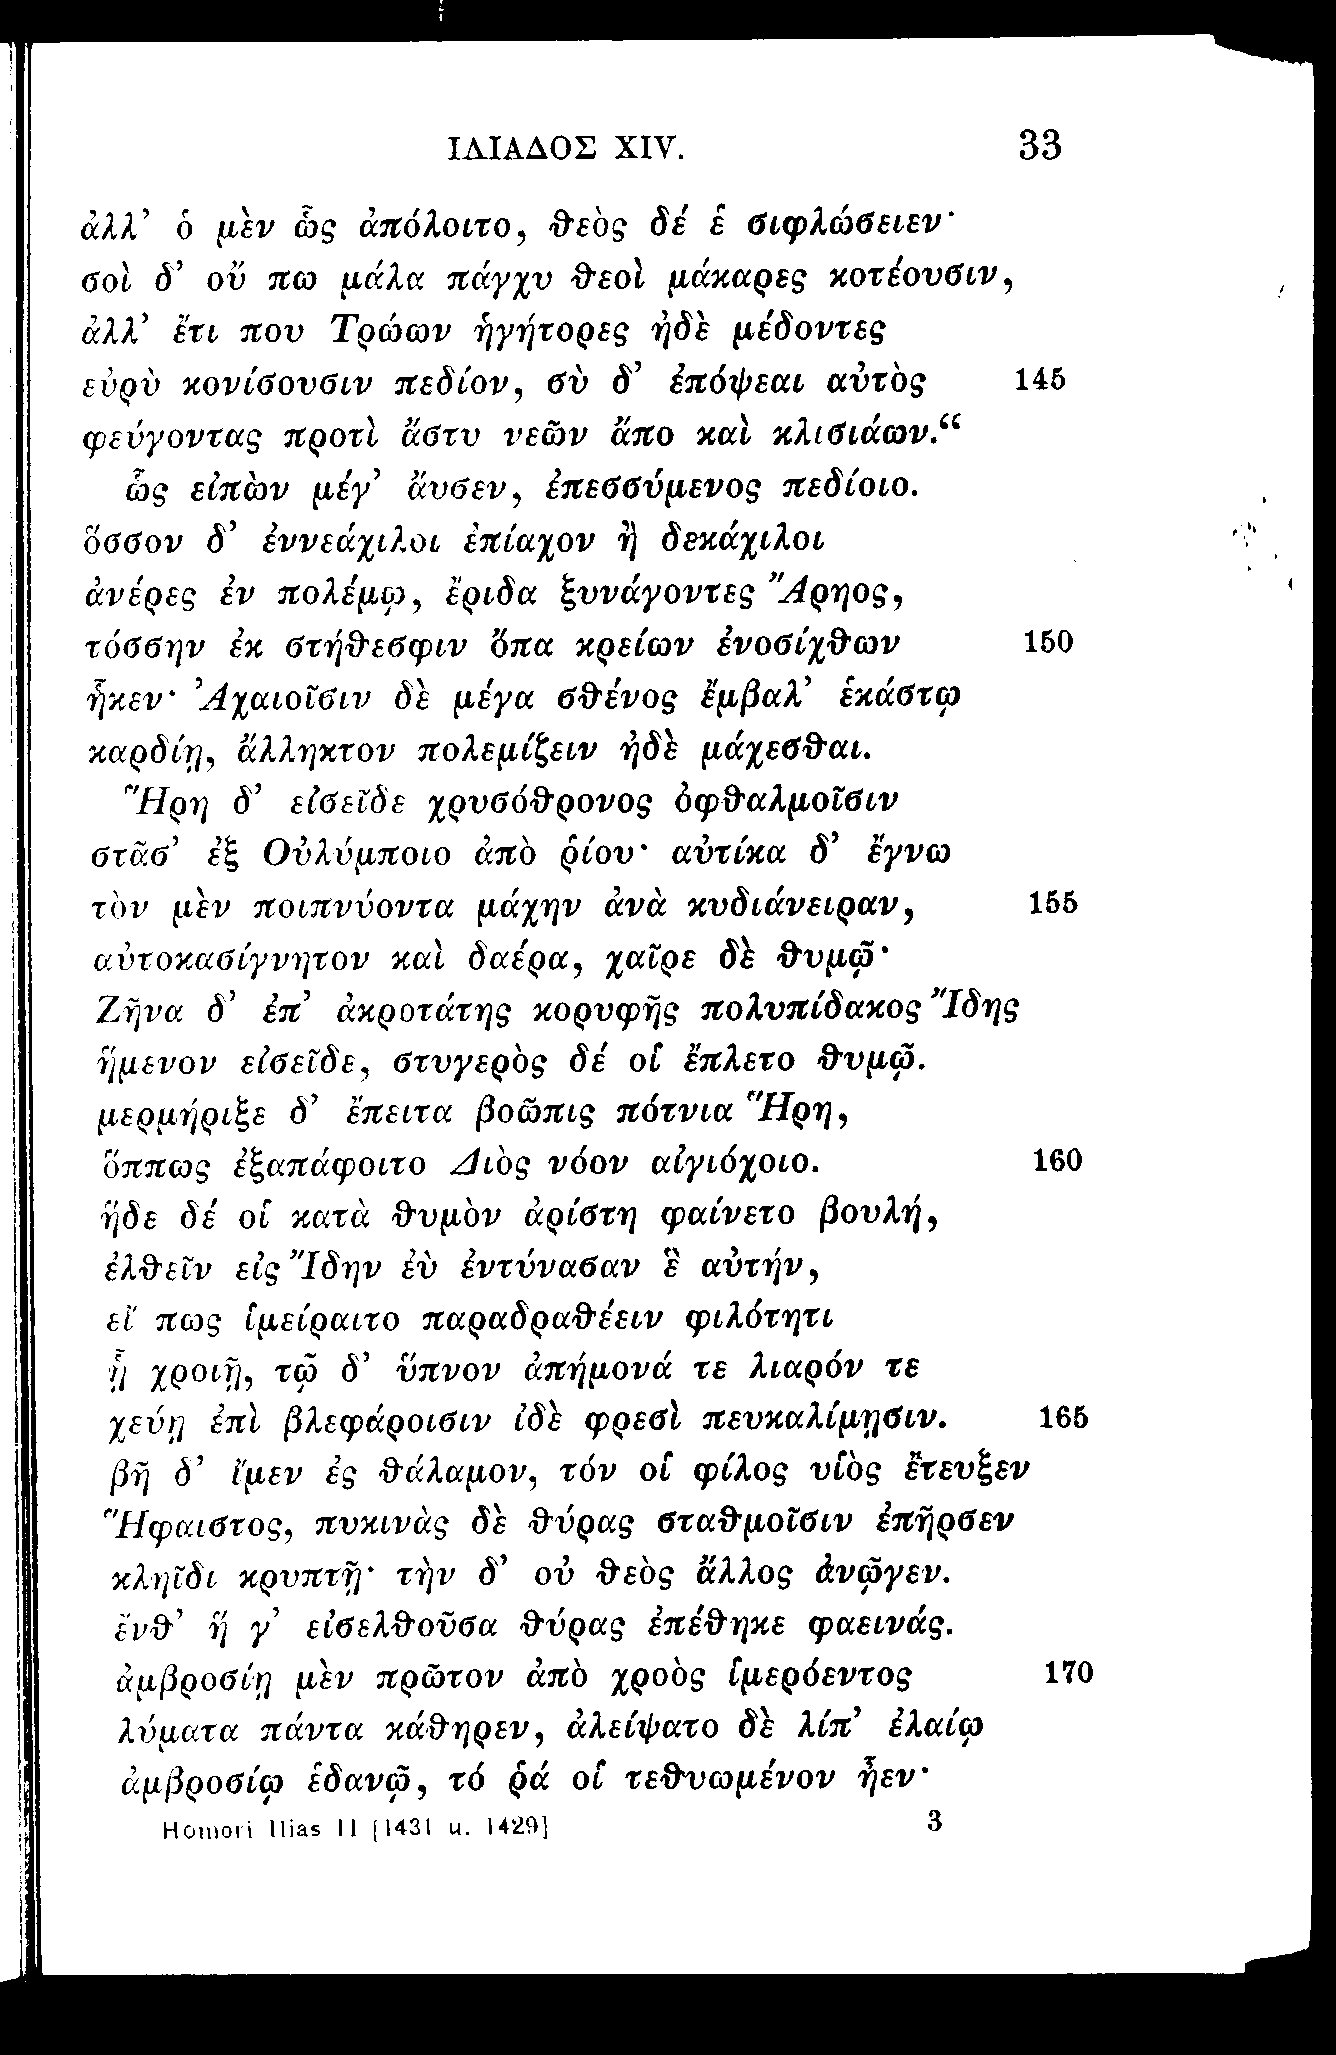 ΙΛΙΑΔΟΣ XIV. 33
ἀλλ’ ὁ μὲν ὣς ἀπόλοιτο, θεὸς δέ ἑ σιφλώσειεν·
σοὶ δ’ οὔ πω μάλα πάγχυ θεοὶ μάκαρες κοτέουσιν,
ἀλλ’ ἔτι που Τρώων ἡγήτορες ἠδὲ μέδοντες
εὐρὺ κονίσουσιν πεδίον, σὺ δ’ ἐπόψεαι αὐτὸς 145
φεύγοντας προτὶ ἄστυ νεῶν ἄπο καὶ κλισιάων.“
ὣς εἰπὼν μέγ’ ἄυσεν, ἐπεσσύμενος πεδίοιο.
ὅσσον δ’ ἐννεάχιλοι ἐπίαχον ἢ δεκάχιλοι
ἀνέρες ἐν πολέμῳ, ἔριδα ξυνάγοντες Ἄρηος,
τόσσην ἐκ στήθεσφιν ὄπα κρείων ἐνοσίχθων 150
ἧκεν· Ἀχαιοῖσιν δὲ μέγα σθένος ἔμβαλ’ ἑκάστῳ
καρδίῃ, ἄλληκτον πολεμίζειν ἠδὲ μάχεσθαι.
Ἥρη δ’ εἰσεῖδε χρυσόθρονος ὀφθαλμοῖσιν
στᾶσ’ ἐξ Οὐλύμποιο ἀπὸ ῥίου· αὐτίκα δ’ ἔγνω
τὸν μὲν ποιπνύοντα μάχην ἀνὰ κυδιάνειραν, 155
αὐτοκασίγνητον καὶ δαέρα, χαῖρε δὲ θυμῷ·
Ζῆνα δ’ ἐπ’ ἀκροτάτης κορυφῆς πολυπίδακος Ἴδης
ἥμενον εἰσεῖδε, στυγερὸς δέ οἱ ἔπλετο θυμῷ.
μερμήριξε δ’ ἔπειτα βοῶπις πότνια Ἥρη,
ὅππως ἐξαπάφοιτο Διὸς νόον αἰγιόχοιο. 160
ἥδε δέ οἱ κατὰ θυμὸν ἀρίστη φαίνετο βουλή,
ἐλθεῖν εἰς Ἴδην ἐὺ ἐντύνασαν ἓ αὐτήν,
εἴ πως ἱμείραιτο παραδραθέειν φιλότητι
ᾗ χροιῇ, τῷ δ’ ὕπνον ἀπήμονά τε λιαρόν τε
χεύῃ ἐπὶ βλεφάροισιν ἰδὲ φρεσὶ πευκαλίμῃσιν. 165
βῆ δ’ ἴμεν ἐς θάλαμον, τόν οἱ φίλος υἱὸς ἔτευξεν
Ἥφαιστος, πυκινὰς δὲ θύρας σταθμοῖσιν ἐπῆρσεν
κληῖδι κρυπτῇ· τὴν δ’ οὐ θεὸς ἄλλος ἀνῷγεν.
ἔνθ’ ἥ γ’ εἰσελθοῦσα θύρας ἐπέθηκε φαεινάς.
ἀμβροσίῃ μὲν πρῶτον ἀπὸ χροὸς ἱμερόεντος 170
λύματα πάντα κάθηρεν, ἀλείψατο δὲ λίπ’ ἐλαίῳ
ἀμβροσίῳ ἑδανῷ, τό ῥά οἱ τεθυωμένον ἦεν·
Homeri Ilias II [1431 u. 1429] 3